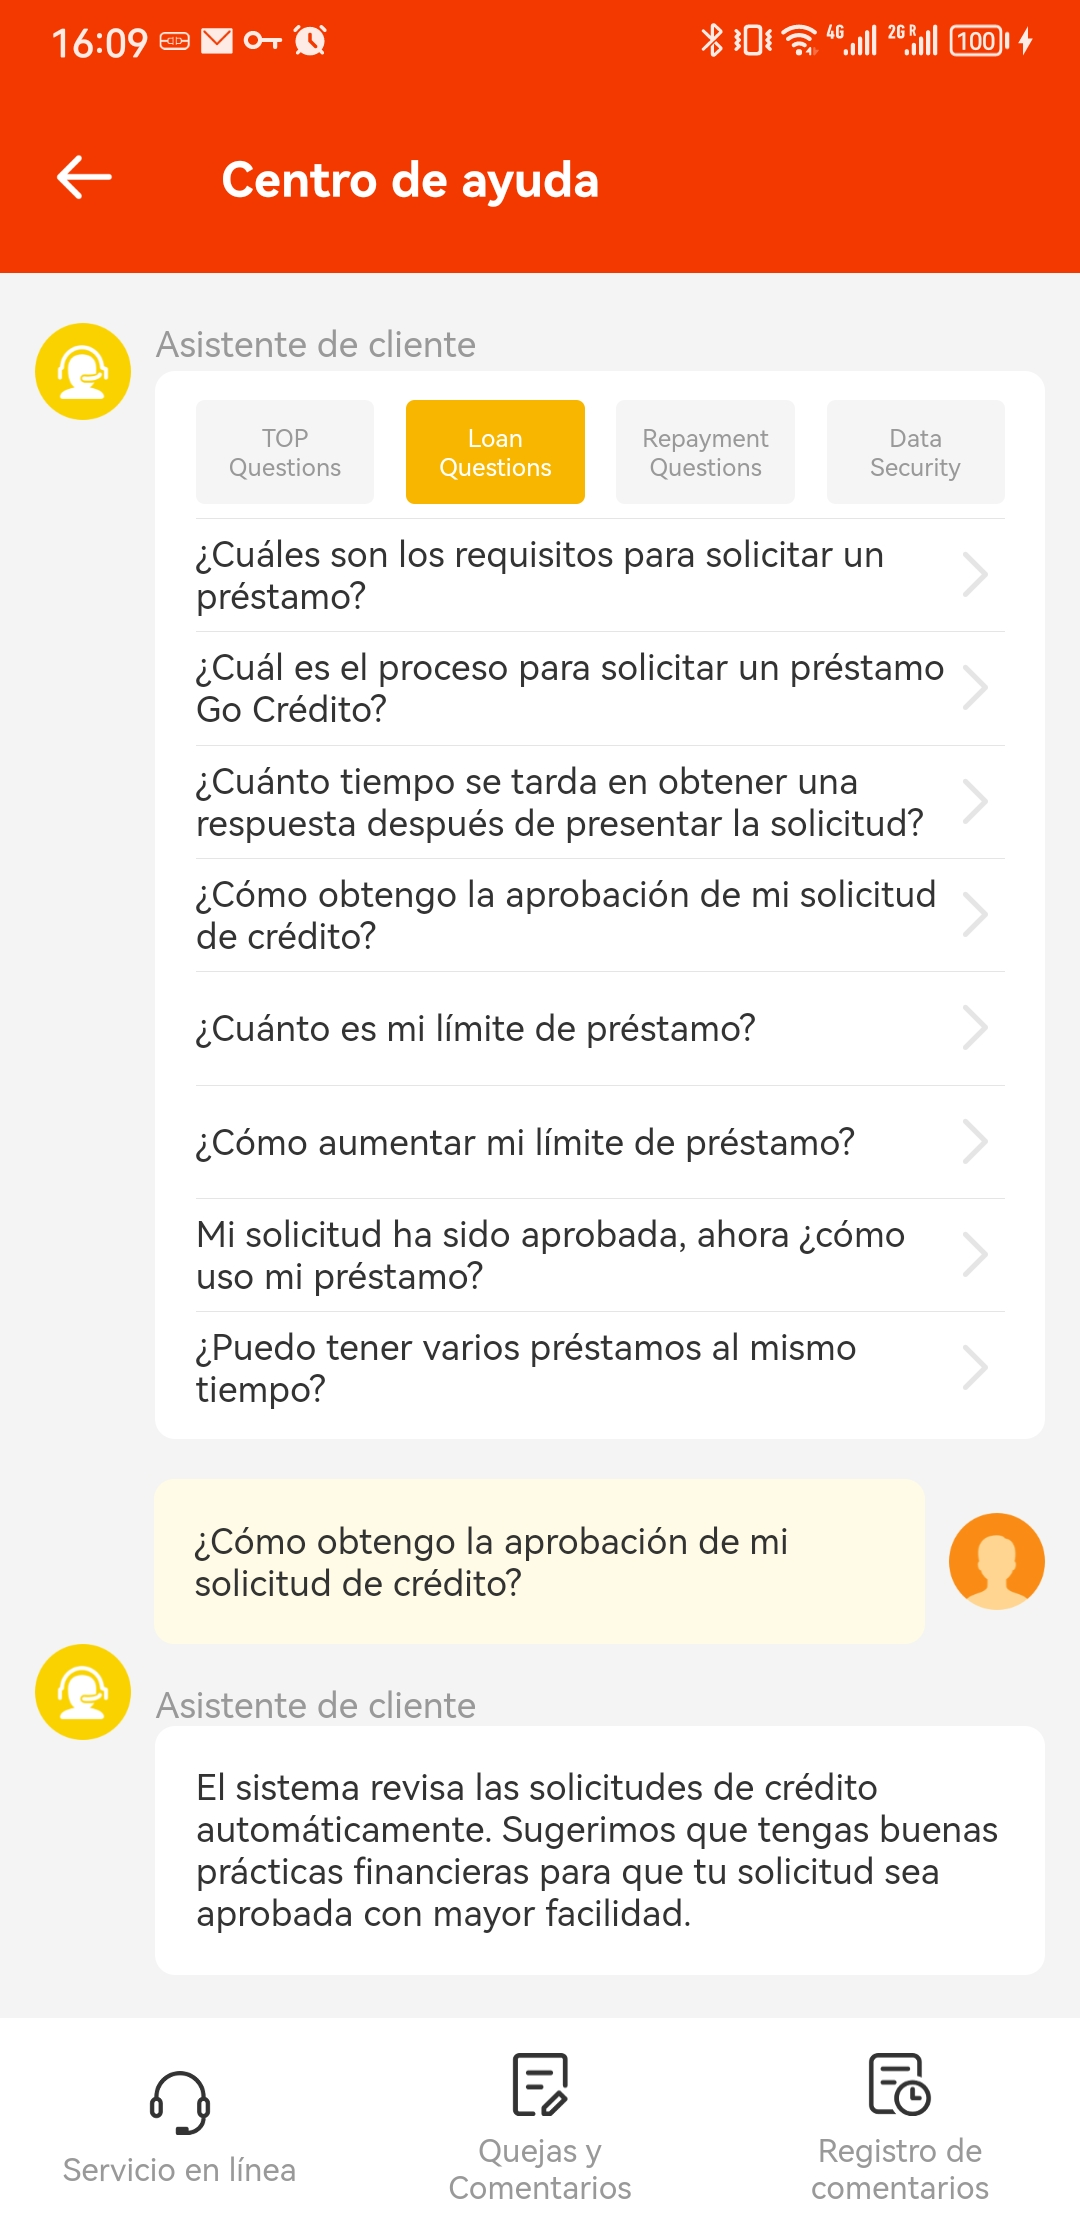 16:09
4G
2G R
100
Centro de ayuda
Asistente de cliente
TOP
Questions
Loan
Questions
Repayment
Questions
Data
Security
¿Cuáles son los requisitos para solicitar un
préstamo?
¿Cuál es el proceso para solicitar un préstamo
Go Crédito?
¿Cuánto tiempo se tarda en obtener una
respuesta después de presentar la solicitud?
¿Cómo obtengo la aprobación de mi solicitud
de crédito?
¿Cuánto es mi límite de préstamo?
¿Cómo aumentar mi límite de préstamo?
Mi solicitud ha sido aprobada, ahora ¿cómo
uso mi préstamo?
¿Puedo tener varios préstamos al mismo
tiempo?
¿Cómo obtengo la aprobación de mi
solicitud de crédito?
Asistente de cliente
El sistema revisa las solicitudes de crédito
automáticamente. Sugerimos que tengas buenas
prácticas financieras para que tu solicitud sea
aprobada con mayor facilidad.
Servicio en línea
Quejas y
Comentarios
Registro de
comentarios